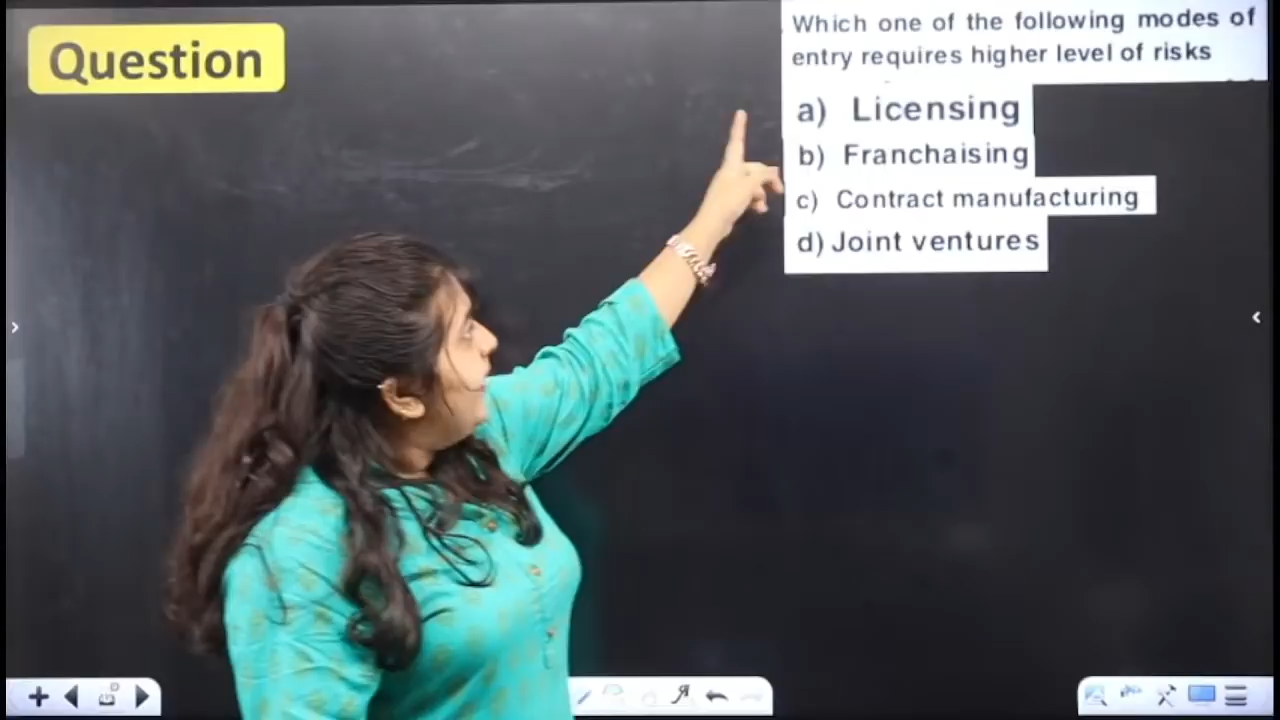 Question
Which one of the following modes of
entry requires higher level of risks
a) Licensing
b) Franchaising
c) Contract manufacturing
d) Joint ventures